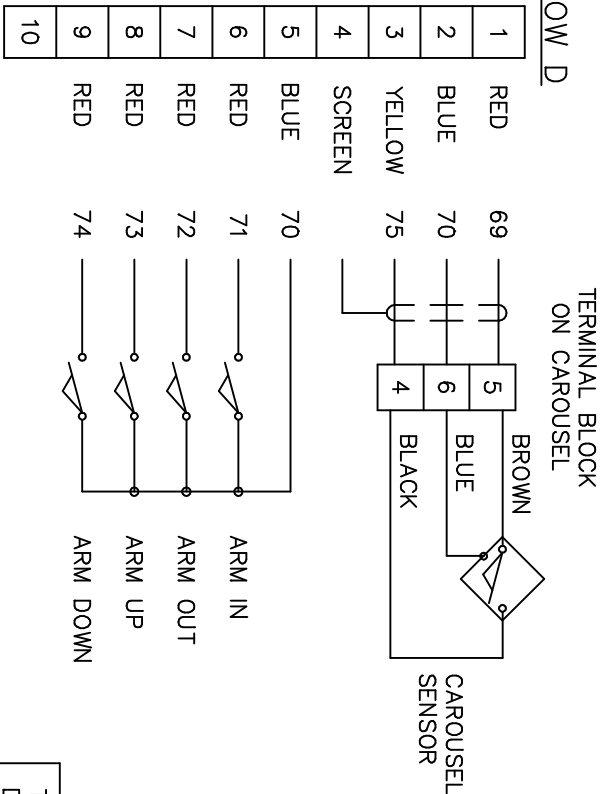 OW D
TERMINAL BLOCK
ON CAROUSEL
1 RED 69 5 BROWN
2 BLUE 70 6 BLUE
CAROUSEL
SENSOR
3 YELLOW 75 4 BLACK
4 SCREEN
5 BLUE 70
6 RED 71 ARM IN
7 RED 72 ARM OUT
8 RED 73 ARM UP
9 RED 74 ARM DOWN
10